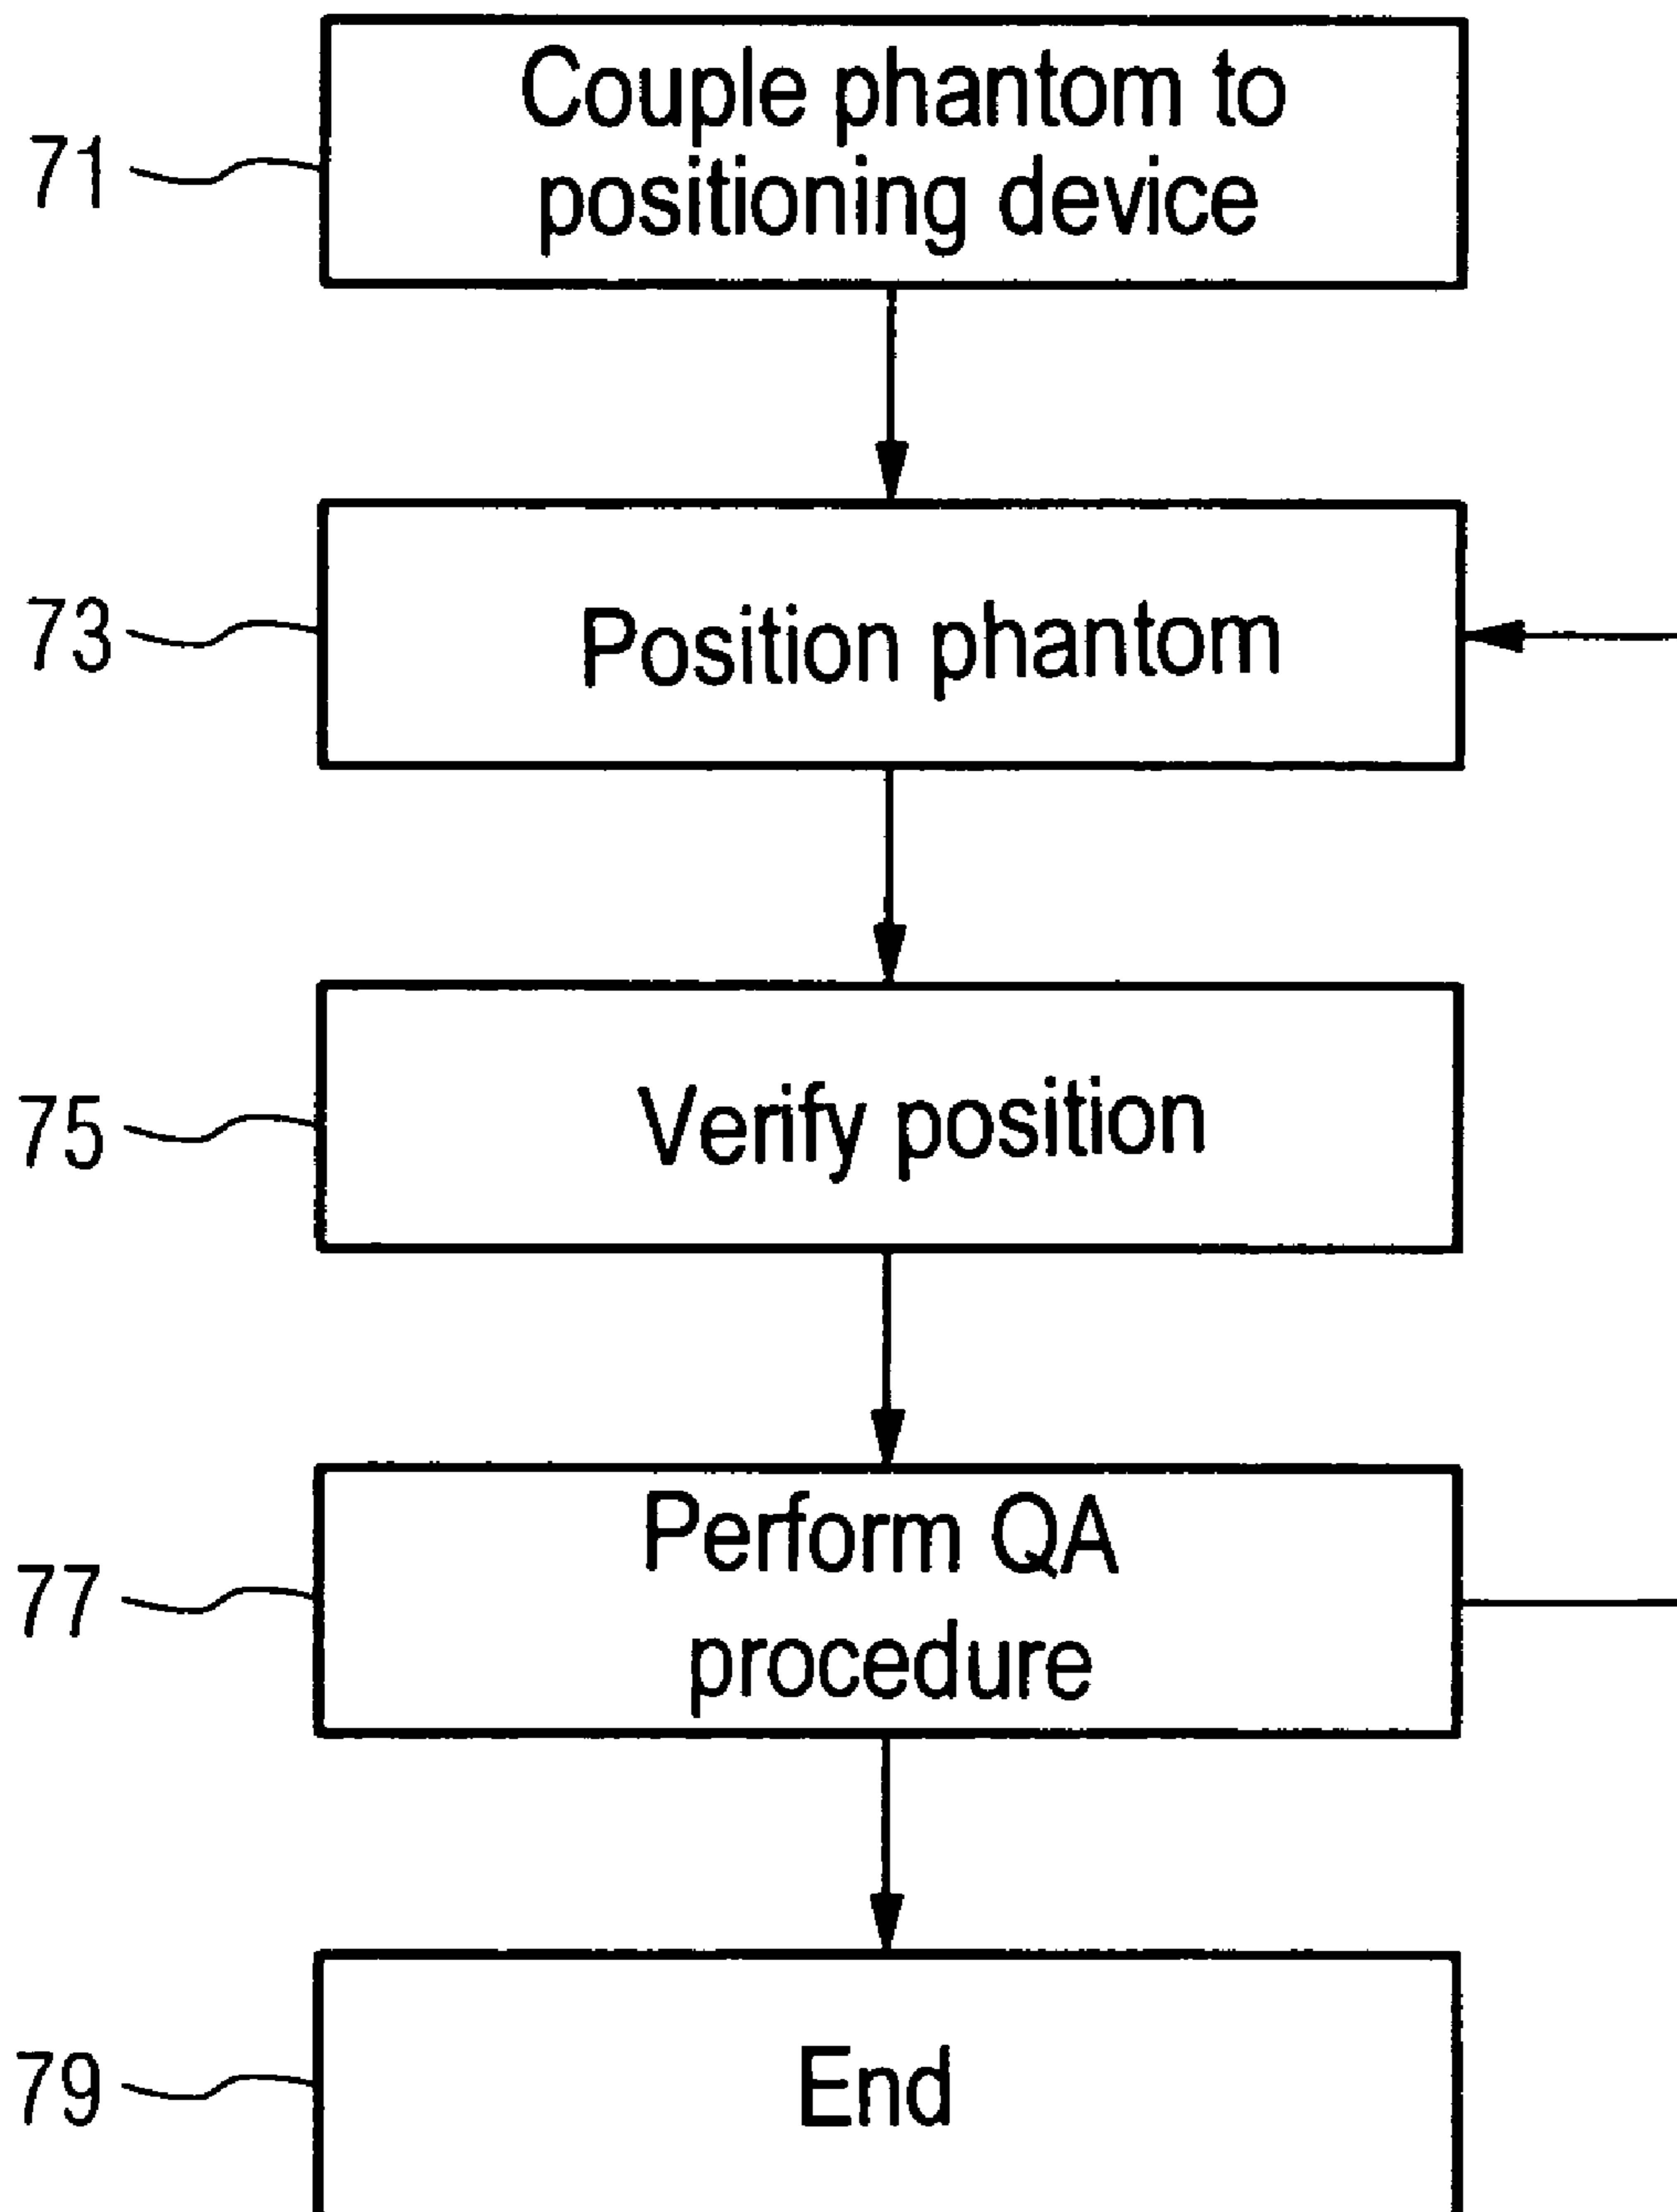 71
Couple phantom to
positioning device
73
Position phantom
75
Verify position
77
Perform QA
procedure
79
End